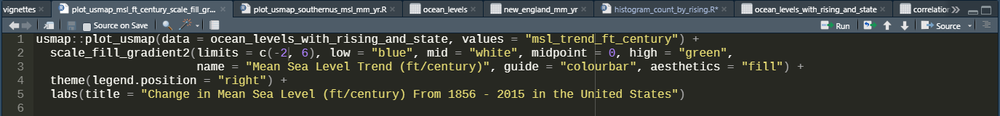 vignettes × plot_usmap_msl_ft_century_scale_fill_gr... × plot_usmap_southernus_msl_mm_yr.R × ocean_levels × new_england_mm_yr × histogram_count_by_rising.R* × ocean_levels_with_rising_and_state × correlation
Source on Save Run Source
1 usmap::plot_usmap(data = ocean_levels_with_rising_and_state, values = "msl_trend_ft_century") +
2 scale_fill_gradient2(limits = c(-2, 6), low = "blue", mid = "white", midpoint = 0, high = "green",
3 name = "Mean Sea Level Trend (ft/century)", guide = "colourbar", aesthetics = "fill") +
4 theme(legend.position = "right") +
5 labs(title = "Change in Mean Sea Level (ft/century) From 1856 - 2015 in the United States")
6